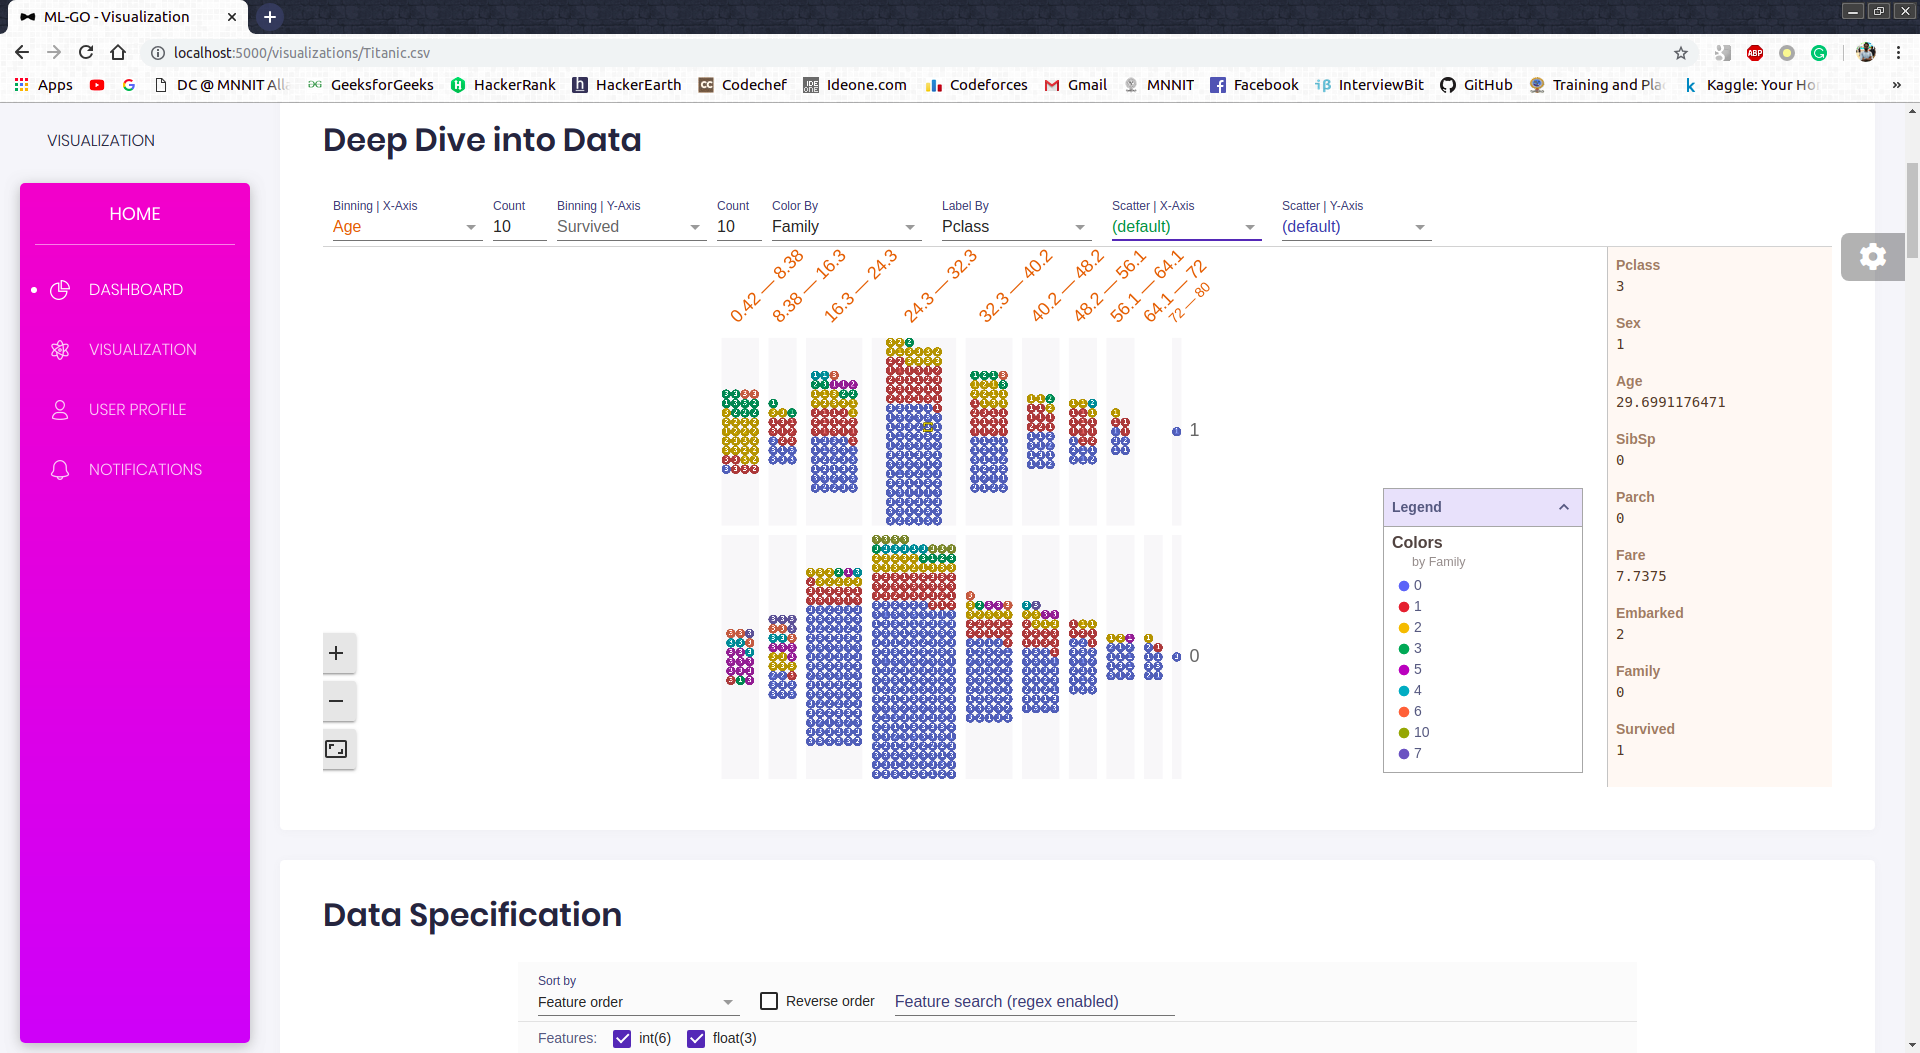 ML-GO - Visualization
localhost:5000/visualizations/Titanic.csv
Apps
DC @ MNNIT Alla
GeeksforGeeks
HackerRank
HackerEarth
Codechef
Ideone.com
Codeforces
Gmail
MNNIT
Facebook
InterviewBit
GitHub
Training and Pla
Kaggle: Your Ho
VISUALIZATION
HOME
DASHBOARD
VISUALIZATION
USER PROFILE
NOTIFICATIONS
Deep Dive into Data
Binning | X-Axis
Age
Count
10
Binning | Y-Axis
Survived
Count
10
Color By
Family
Label By
Pclass
Scatter | X-Axis
(default)
Scatter | Y-Axis
(default)
0.42 — 8.38
8.38 — 16.3
16.3 — 24.3
24.3 — 32.3
32.3 — 40.2
40.2 — 48.2
48.2 — 56.1
56.1 — 64.1
64.1 — 72
72 — 80
1
0
Legend
Colors
by Family
0
1
2
3
5
4
6
10
7
Pclass
3
Sex
1
Age
29.6991176471
SibSp
0
Parch
0
Fare
7.7375
Embarked
2
Family
0
Survived
1
Data Specification
Sort by
Feature order
Reverse order
Feature search (regex enabled)
Features:
int(6)
float(3)